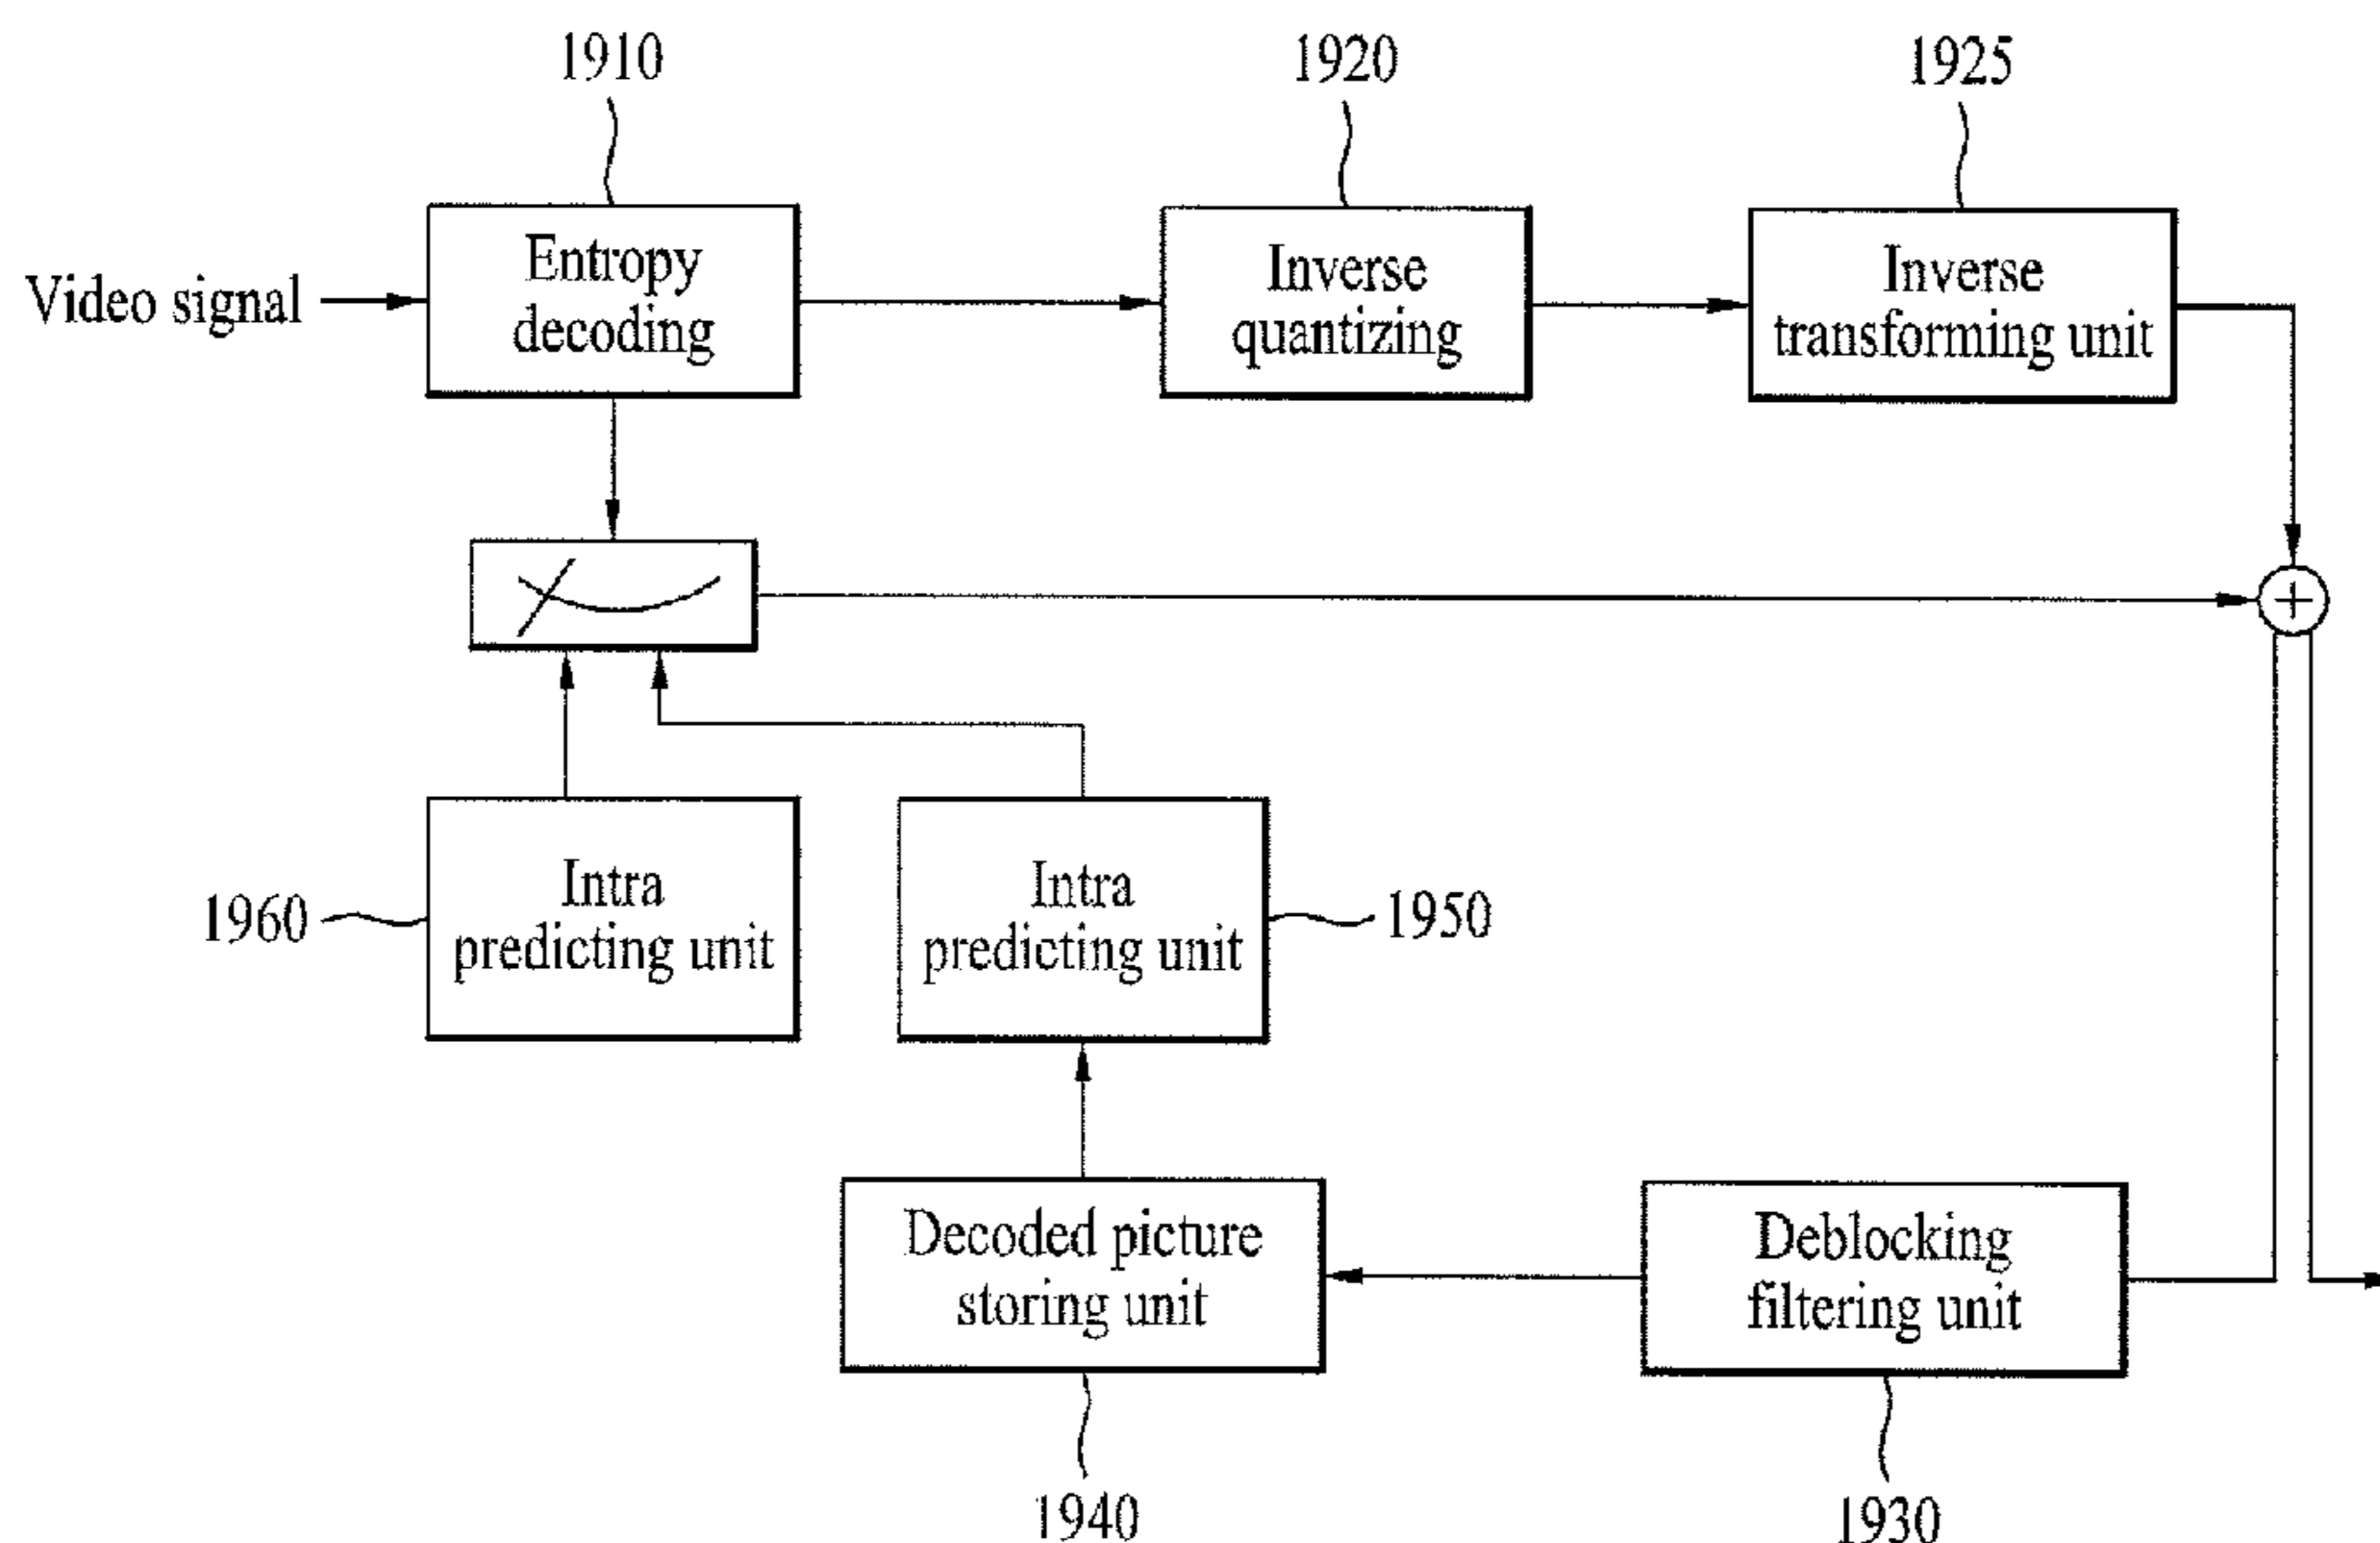 1910
1920
1925
Video signal
Entropy
decoding
Inverse
quantizing
Inverse
transforming unit
+
1960
Intra
predicting unit
Intra
predicting unit
1950
Decoded picture
storing unit
Deblocking
filtering unit
1940
1930